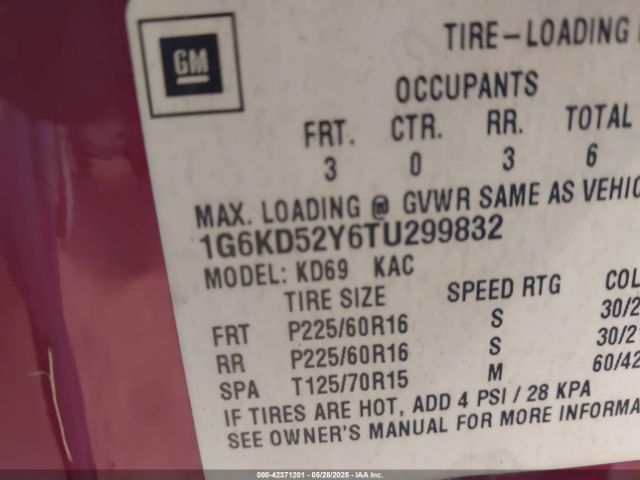 GM
TIRE-LOADING
OCCUPANTS
FRT. CTR. RR. TOTAL
3 0 3 6
MAX. LOADING @ GVWR SAME AS VEHIC
1G6KD52Y6TU299832
MODEL: KD69 KAC
TIRE SIZE SPEED RTG COL
FRT P225/60R16 S 30/2
RR P225/60R16 S 30/2
SPA T125/70R15 M 60/42
IF TIRES ARE HOT, ADD 4 PSI / 28 KPA
SEE OWNER'S MANUAL FOR MORE INFORMA
000-42371201 - 05/28/2025 - IAA Inc.